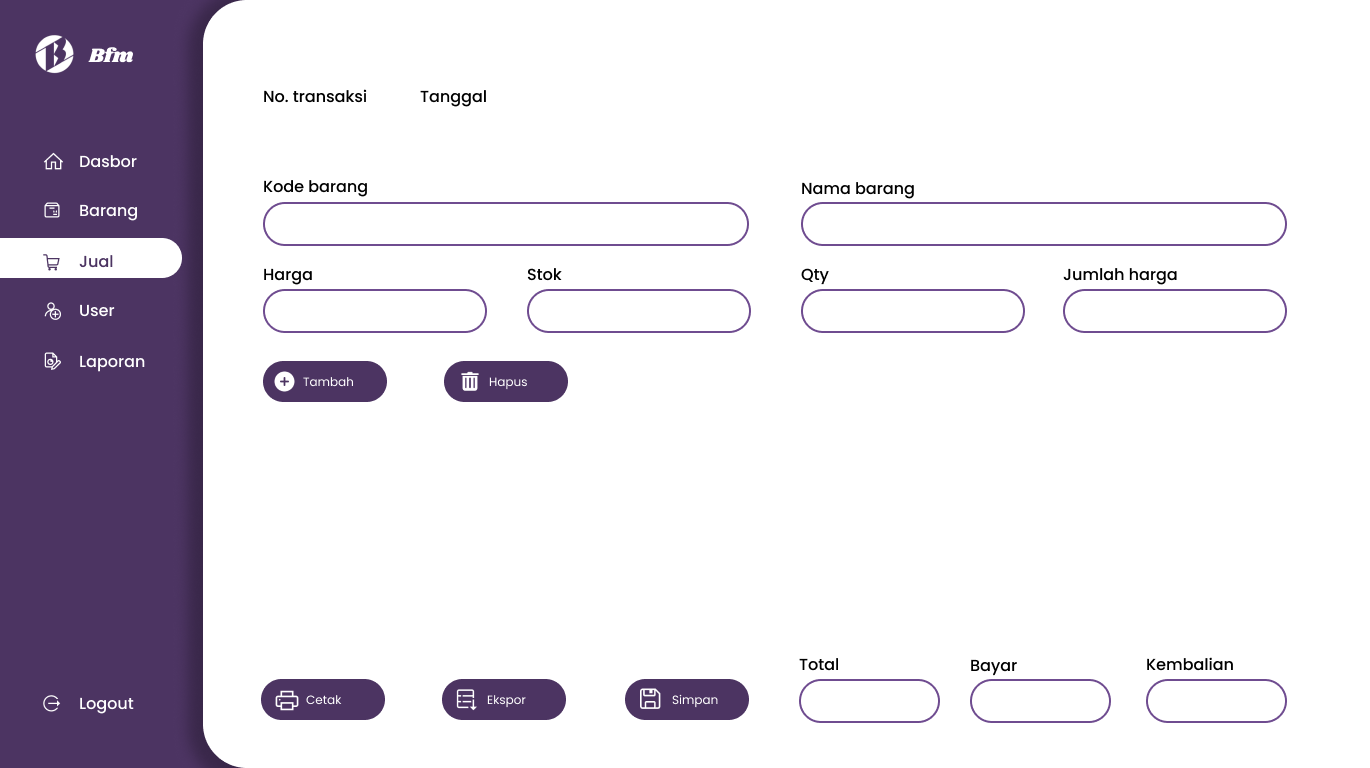 Bfm
Dasbor
Barang
Jual
User
Laporan
Logout
No. transaksi
Tanggal
Kode barang
Nama barang
Harga
Stok
Qty
Jumlah harga
Tambah
Hapus
Cetak
Ekspor
Simpan
Total
Bayar
Kembalian